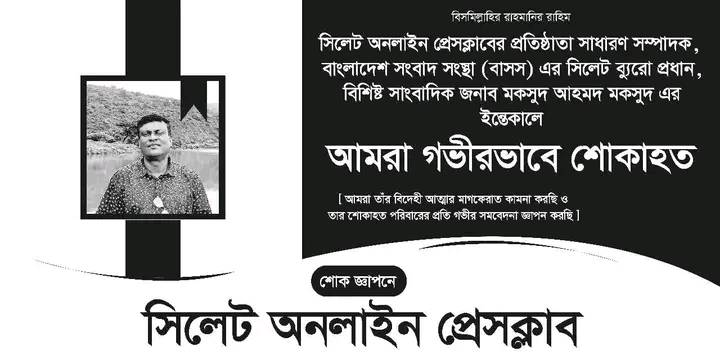 বিসমিল্লাহির রাহমানির রাহিম
সিলেট অনলাইন প্রেসক্লাবের প্রতিষ্ঠাতা সাধারণ সম্পাদক,
বাংলাদেশ সংবাদ সংস্থা (বাসস) এর সিলেট ব্যুরো প্রধান,
বিশিষ্ট সাংবাদিক জনাব মকসুদ আহমদ মকসুদ এর
ইন্তেকালে
আমরা গভীরভাবে শোকাহত
[ আমরা তাঁর বিদেহী আত্মার মাগফেরাত কামনা করছি ও
তার শোকাহত পরিবারের প্রতি গভীর সমবেদনা জ্ঞাপন করছি ]
শোক জ্ঞাপনে
সিলেট অনলাইন প্রেসক্লাব